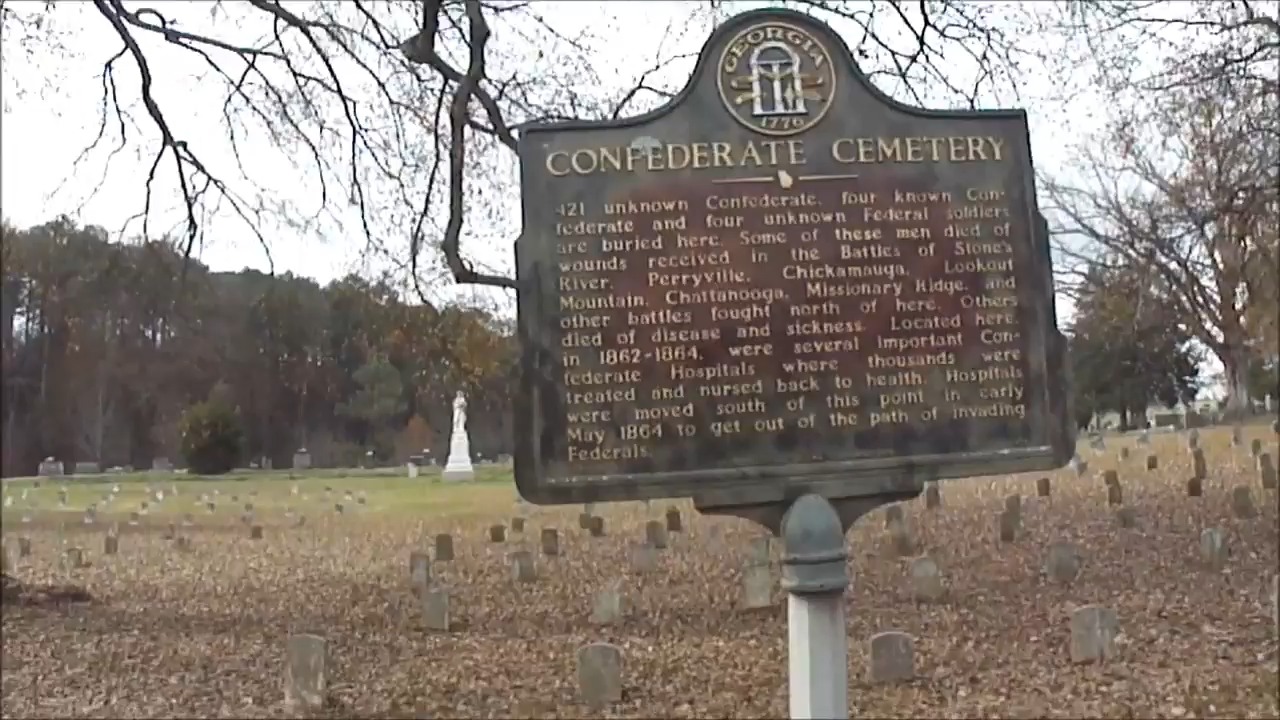 GEORGIA
1776
CONFEDERATE CEMETERY
421 unknown Confederate, four known Con-
federate and four unknown Federal soldiers
are buried here. Some of these men died of
wounds received in the Battles of Stone's
River, Perryville, Chickamauga, Lookout
Mountain, Chattanooga, Missionary Ridge, and
other battles fought north of here. Others
died of disease and sickness. Located here,
in 1862-1864, were several important Con-
federate Hospitals where thousands were
treated and nursed back to health. Hospitals
were moved south of this point in early
May 1864 to get out of the path of invading
Federals.